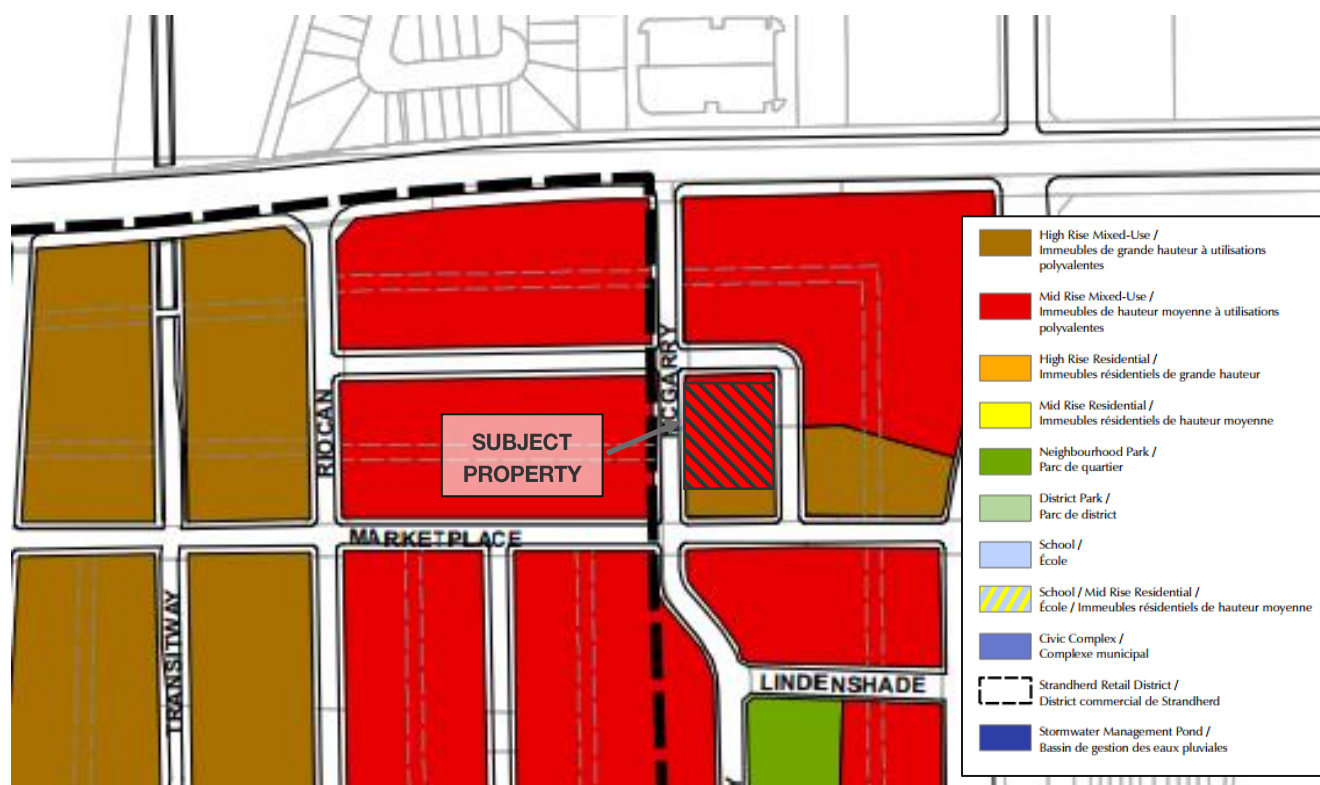 RIOCAN
MCGARRY
SUBJECT
PROPERTY
MARKETPLACE
TRANSITWAY
LINDENSHADE
High Rise Mixed-Use /
Immeubles de grande hauteur à utilisations
polyvalentes
Mid Rise Mixed-Use /
Immeubles de hauteur moyenne à utilisations
polyvalentes
High Rise Residential /
Immeubles résidentiels de grande hauteur
Mid Rise Residential /
Immeubles résidentiels de hauteur moyenne
Neighbourhood Park /
Parc de quartier
District Park /
Parc de district
School /
École
School / Mid Rise Residential /
École / Immeubles résidentiels de hauteur moyenne
Civic Complex /
Complexe municipal
Strandherd Retail District /
District commercial de Strandherd
Stormwater Management Pond /
Bassin de gestion des eaux pluviales